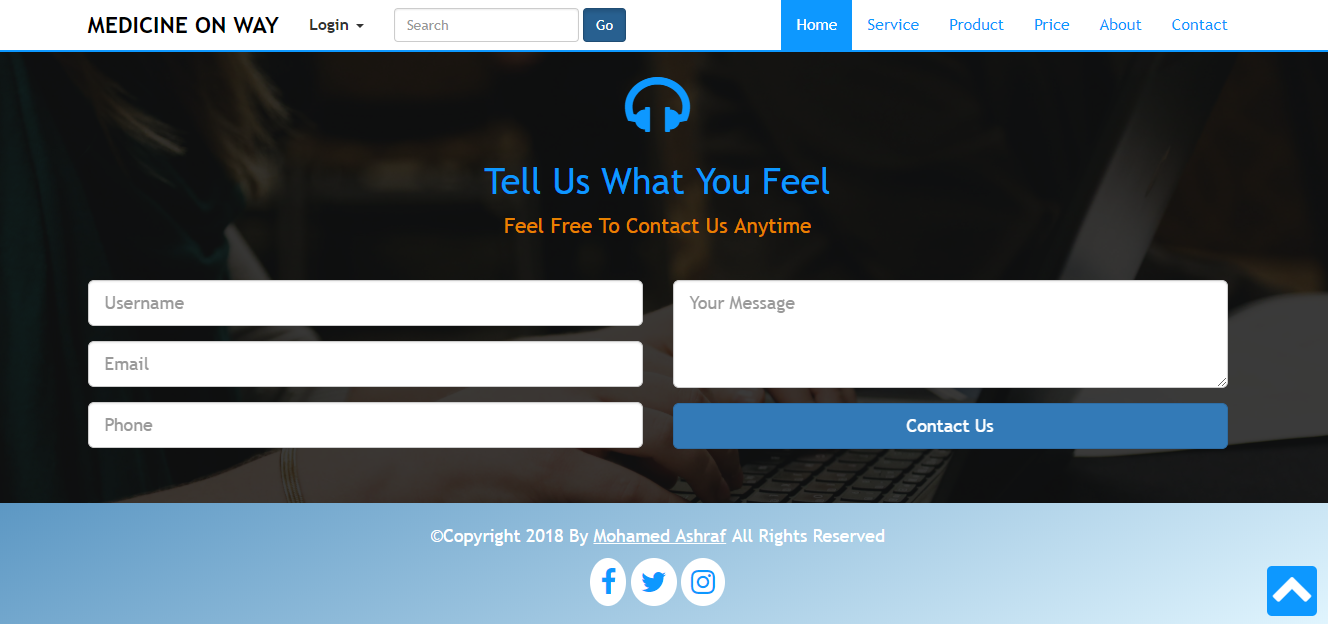 MEDICINE ON WAY Login Search Go Home Service Product Price About Contact
Tell Us What You Feel
Feel Free To Contact Us Anytime
Username
Email
Phone
Your Message
Contact Us
©Copyright 2018 By Mohamed Ashraf All Rights Reserved